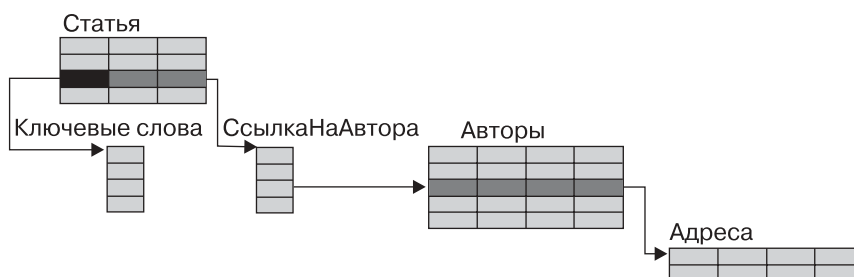 Статья
Ключевые слова
СсылкаНаАвтора
Авторы
Адреса